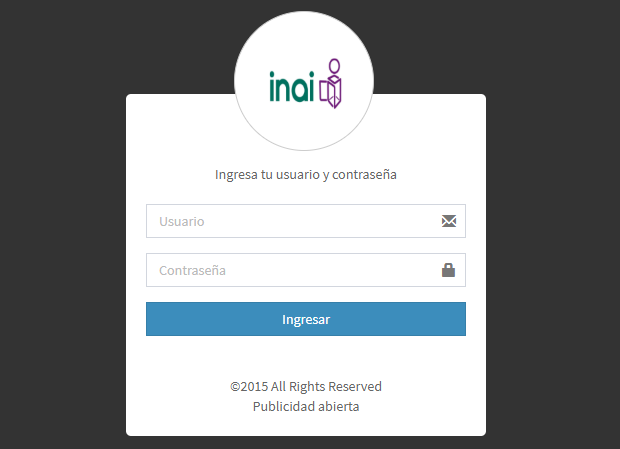 inai
Ingresa tu usuario y contraseña
Usuario
Contraseña
Ingresar
©2015 All Rights Reserved
Publicidad abierta